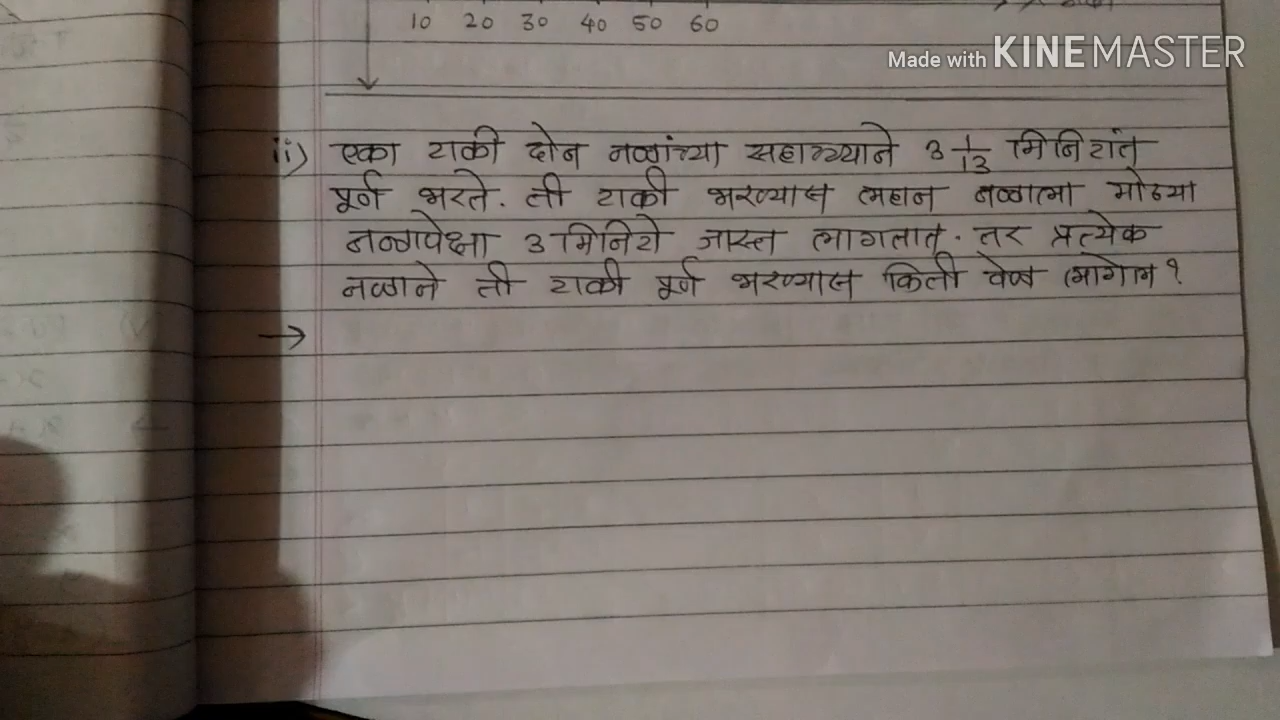 10 20 30 40 50 60
Made with KINEMASTER
ii) एका टाकी दोन नळांच्या सहाय्याने 3 1/13 मिनिटांत
पूर्ण भरते. ती टाकी भरण्यास लहान नळाला मोठ्या
नळापेक्षा 3 मिनिटे जास्त लागतात. तर प्रत्येक
नळाने ती टाकी पूर्ण भरण्यास किती वेळ लागेल ?
→